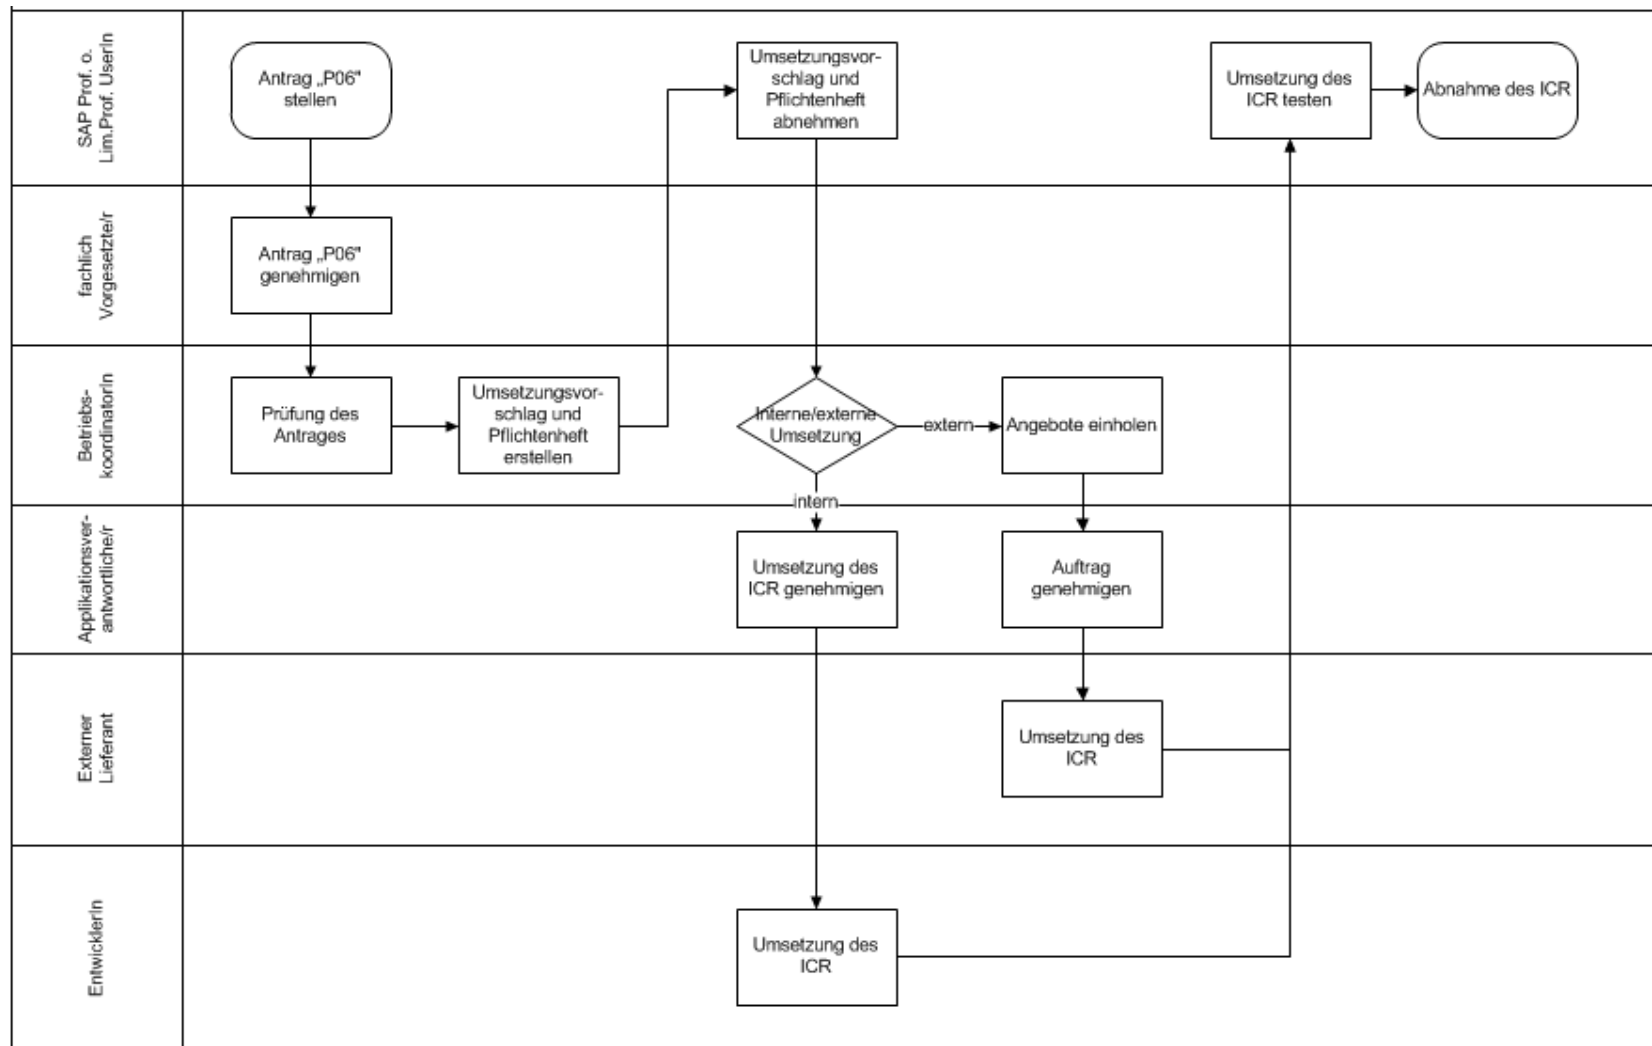 SAP Prof. o.
Lim.Prof. UserIn
Antrag „P06"
stellen
Umsetzungsvor-
schlag und
Pflichtenheft
abnehmen
Umsetzung des
ICR testen
Abnahme des ICR
fachlich
Vorgesetzte/r
Antrag „P06"
genehmigen
Betriebs-
koordinatorIn
Prüfung des
Antrages
Umsetzungsvor-
schlag und
Pflichtenheft
erstellen
Interne/externe
Umsetzung
extern
Angebote einholen
intern
Applikationsver-
antwortliche/r
Umsetzung des
ICR genehmigen
Auftrag
genehmigen
Externer
Lieferant
Umsetzung des
ICR
EntwicklerIn
Umsetzung des
ICR